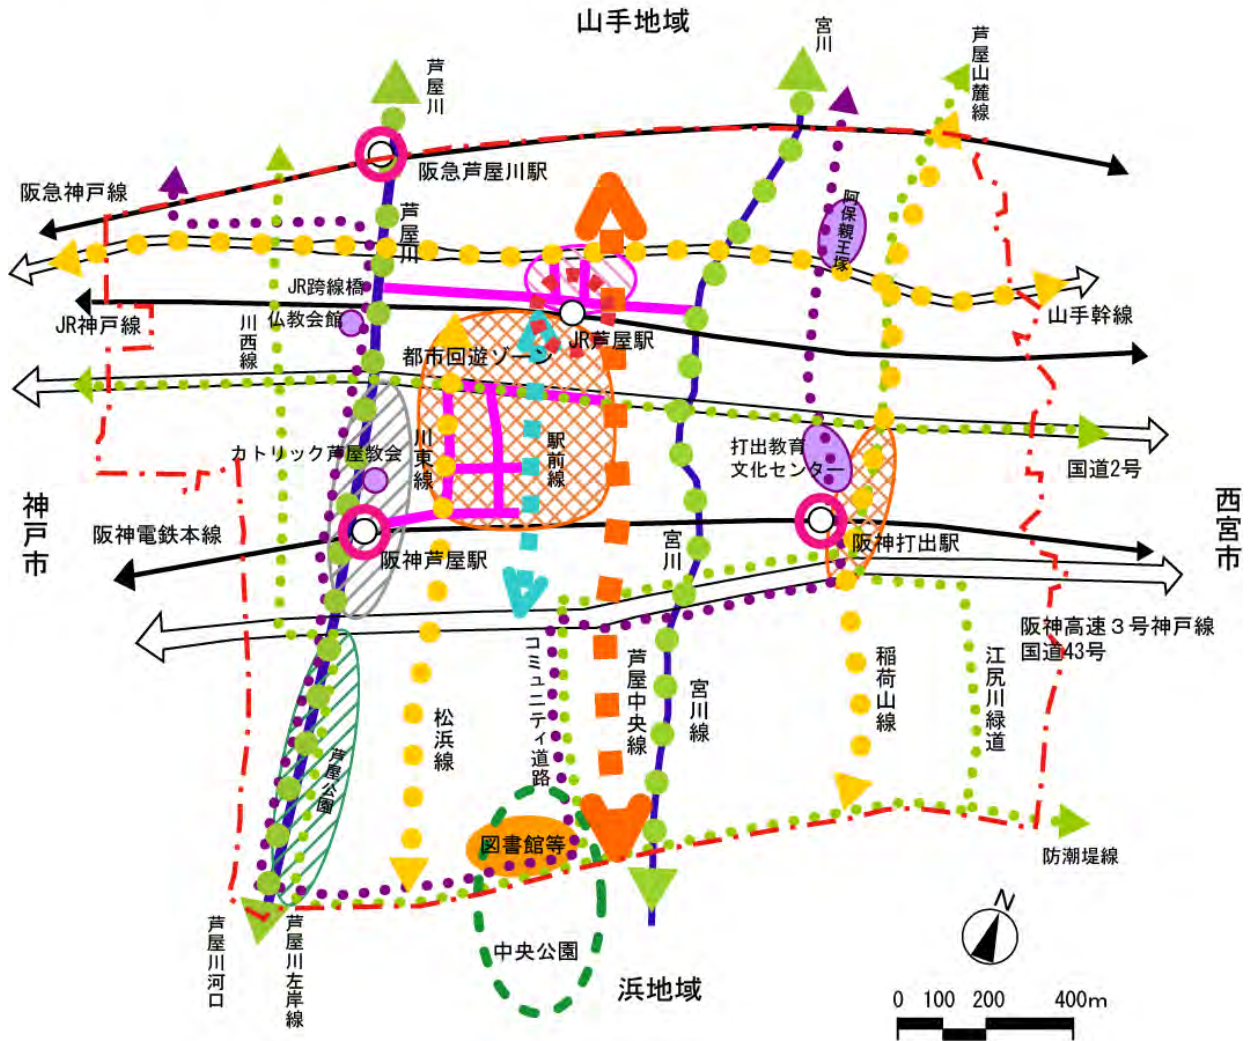 山手地域
芦屋川
宮川
芦屋山麓線
阪急神戸線
阪急芦屋川駅
芦屋川
阿保親王塚
JR跨線橋
仏教会館
JR神戸線
川西線
JR芦屋駅
山手幹線
都市回遊ゾーン
カトリック芦屋教会
川東線
駅前線
打出教育
文化センター
国道2号
神戸市
西宮市
阪神電鉄本線
阪神芦屋駅
宮川
阪神打出駅
阪神高速3号神戸線
国道43号
コミュニティ道路
芦屋中央線
宮川線
稲荷山線
江尻川緑道
松浜線
芦屋公園
図書館等
防潮堤線
芦屋川河口
芦屋川左岸線
中央公園
浜地域
N
0 100 200 400m